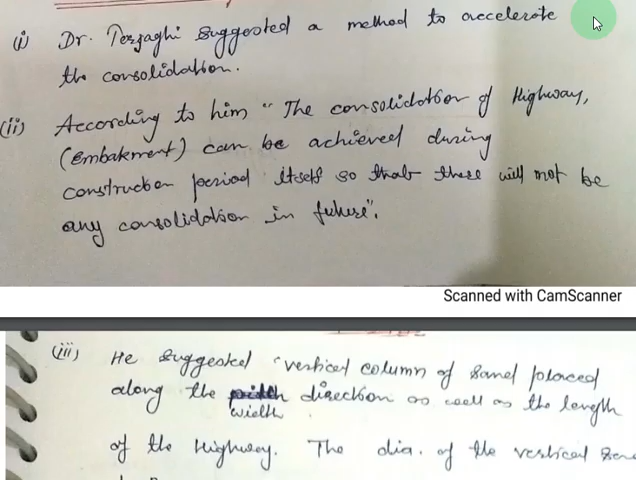 (i) Dr. Terzaghi suggested a method to accelerate
the consolidation.
(ii) According to him "The consolidation of Highway,
(Embakment) can be achieved during
construction period itself so that there will not be
any consolidation in future".
Scanned with CamScanner
(iii) He suggested "vertical column of sand placed
along the width direction as well as the length
of the Highway. The dia. of the vertical